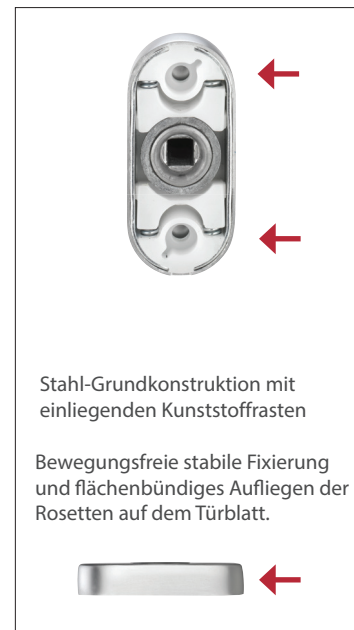 Stahl-Grundkonstruktion mit
einliegenden Kunststoffrasten
Bewegungsfreie stabile Fixierung
und flächenbündiges Aufliegen der
Rosetten auf dem Türblatt.